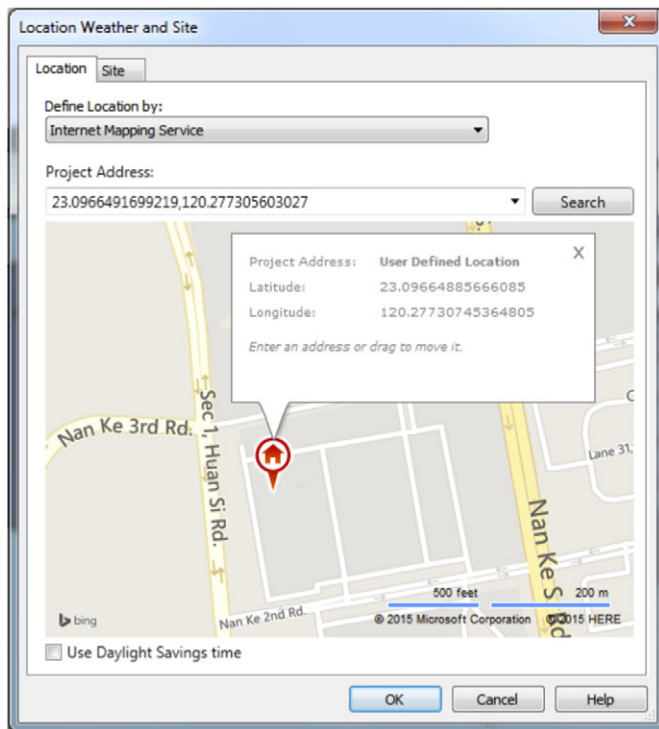 Location Weather and Site
Location Site
Define Location by:
Internet Mapping Service
Project Address:
23.0966491699219,120.277305603027
Search
Project Address: User Defined Location X
Latitude: 23.09664885666085
Longitude: 120.27730745364805
Enter an address or drag to move it.
Nan Ke 3rd Rd.
Sec 1, Huan Si Rd.
Lane 31,
Nan Ke S Rd
Nan Ke 2nd Rd.
500 feet 200 m
bing
© 2015 Microsoft Corporation © 2015 HERE
Use Daylight Savings time
OK Cancel Help